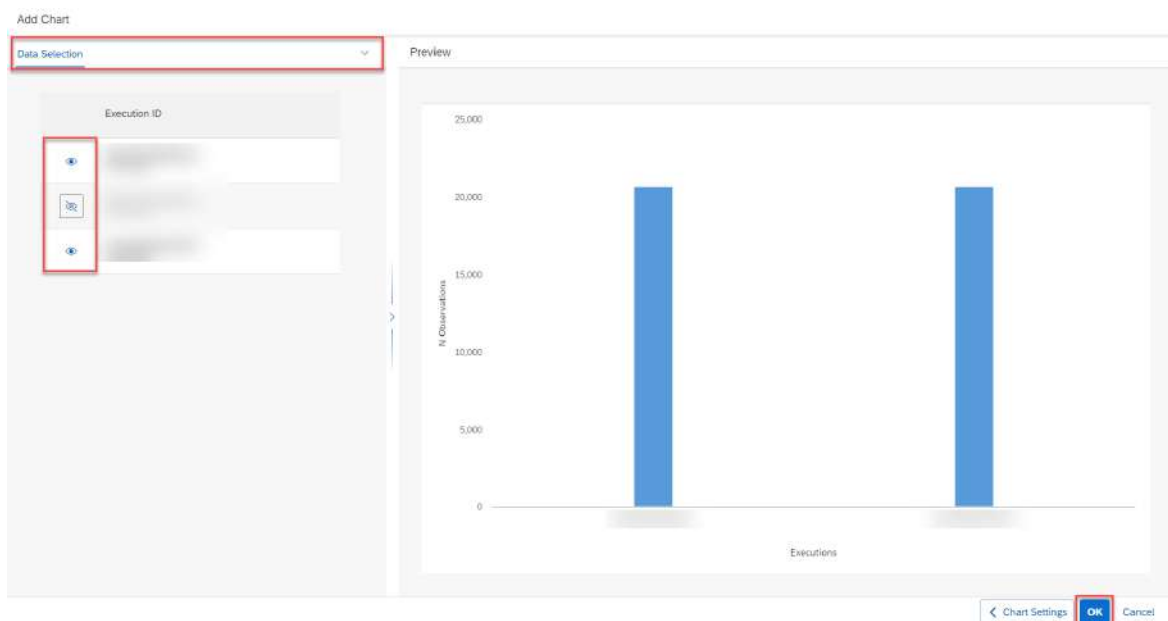 Add Chart
Data Selection
Execution ID
Preview
25,000
20,000
15,000
10,000
5,000
0
N Observations
Executions
Chart Settings
OK
Cancel